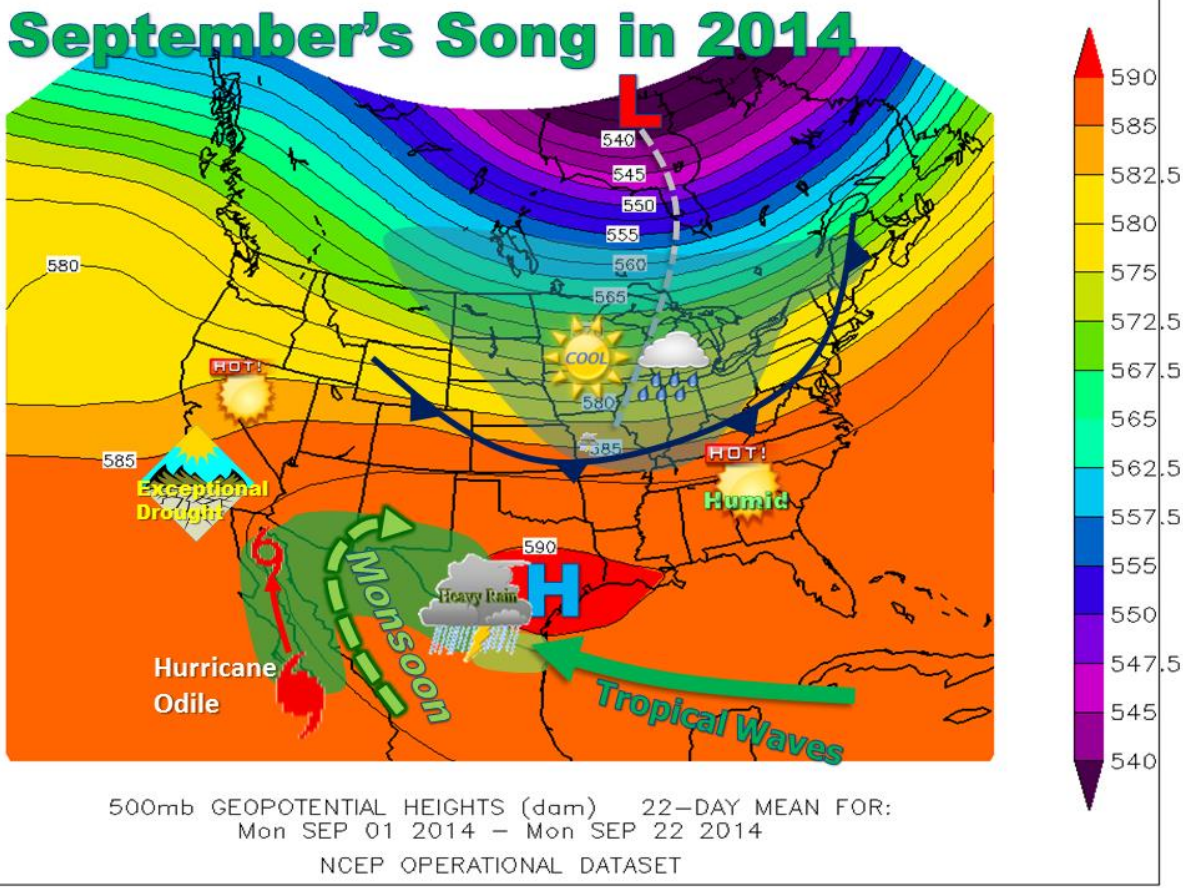 September's Song in 2014
L
540
545
550
555
560
565
580
585
580
585
590
HOT!
COOL
HOT!
Humid
Exceptional
Drought
Monsoon
Heavy Rain
H
Hurricane
Odile
Tropical Waves
590
585
582.5
580
575
572.5
567.5
565
562.5
557.5
555
550
547.5
545
540
500mb GEOPOTENTIAL HEIGHTS (dam) 22-DAY MEAN FOR:
Mon SEP 01 2014 – Mon SEP 22 2014
NCEP OPERATIONAL DATASET